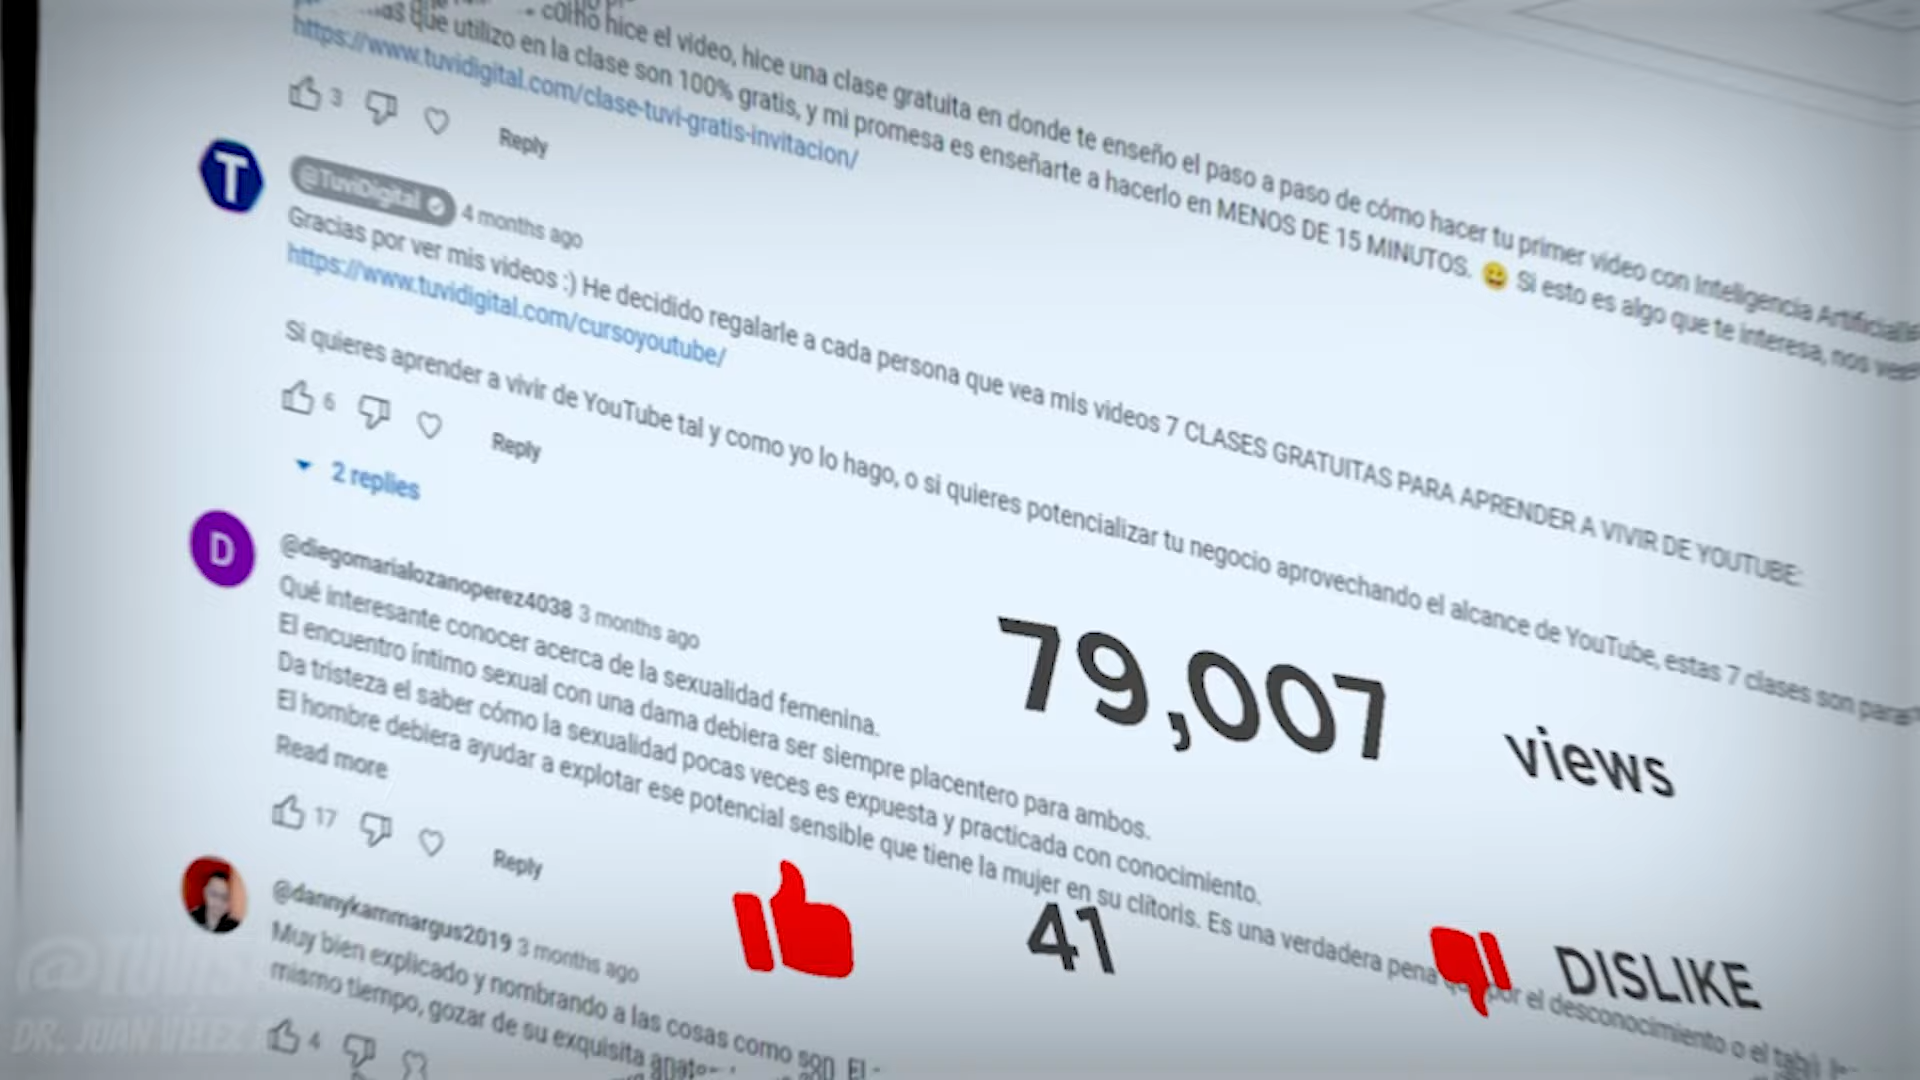 cómo hice el video, hice una clase gratuita en donde te enseño el paso a paso de cómo hacer tu primer video con Inteligencia Artificial
que utilizo en la clase son 100% gratis, y mi promesa es enseñarte a hacerlo en MENOS DE 15 MINUTOS. 😀 Si esto es algo que te interesa, nos
https://www.tuvidigital.com/clase-tuvi-gratis-invitacion/
3
Reply
T
@TuviDigital 4 months ago
Gracias por ver mis videos :) He decidido regalarle a cada persona que vea mis videos 7 CLASES GRATUITAS PARA APRENDER A VIVIR DE YOUTUBE:
https://www.tuvidigital.com/cursoyoutube/
Si quieres aprender a vivir de YouTube tal y como yo lo hago, o si quieres potencializar tu negocio aprovechando el alcance de YouTube, estas 7 clases son para
6
Reply
2 replies
D
@diegomarialozanoperez4038 3 months ago
Qué interesante conocer acerca de la sexualidad femenina.
El encuentro íntimo sexual con una dama debiera ser siempre placentero para ambos.
Da tristeza el saber cómo la sexualidad pocas veces es expuesta y practicada con conocimiento.
El hombre debiera ayudar a explotar ese potencial sensible que tiene la mujer en su clítoris. Es una verdadera pena que por el desconocimiento o el tabú
Read more
17
Reply
79,007 views
41
DISLIKE
@dannykammargus2019 3 months ago
Muy bien explicado y nombrando a las cosas como son. El
mismo tiempo, gozar de su exquisita
4
DR. JUAN